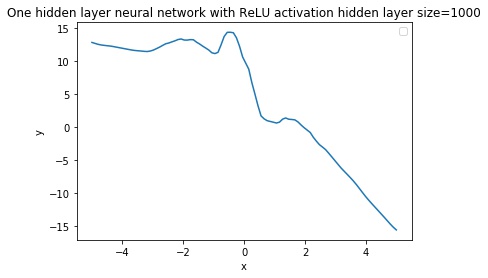 One hidden layer neural network with ReLU activation hidden layer size=1000
15
10
5
0
−5
−10
−15
y
−4 −2 0 2 4
x